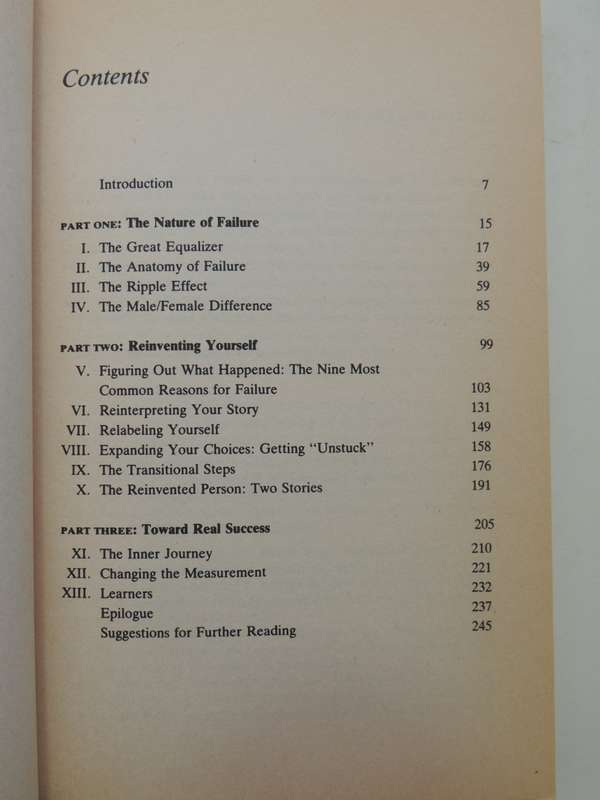 Contents
Introduction 7
PART ONE: The Nature of Failure 15
I. The Great Equalizer 17
II. The Anatomy of Failure 39
III. The Ripple Effect 59
IV. The Male/Female Difference 85
PART TWO: Reinventing Yourself 99
V. Figuring Out What Happened: The Nine Most
Common Reasons for Failure 103
VI. Reinterpreting Your Story 131
VII. Relabeling Yourself 149
VIII. Expanding Your Choices: Getting "Unstuck" 158
IX. The Transitional Steps 176
X. The Reinvented Person: Two Stories 191
PART THREE: Toward Real Success 205
XI. The Inner Journey 210
XII. Changing the Measurement 221
XIII. Learners 232
Epilogue 237
Suggestions for Further Reading 245